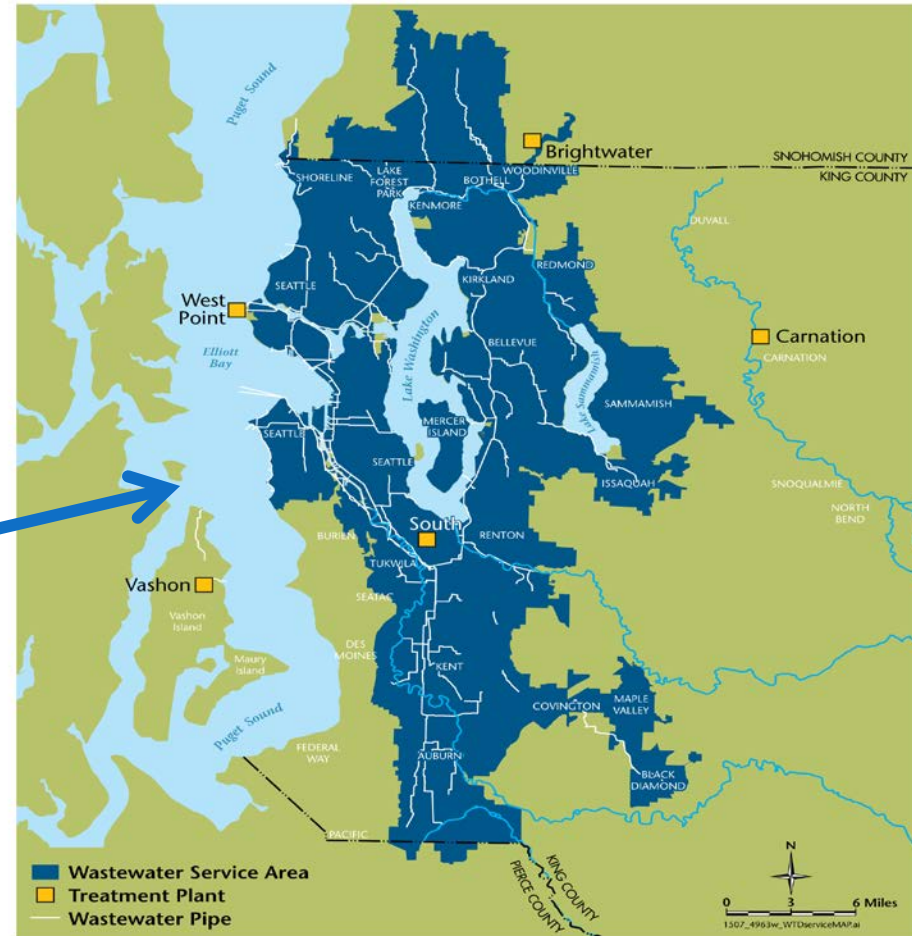 Puget Sound
Brightwater
SNOHOMISH COUNTY
KING COUNTY
WOODINVILLE
BOTHELL
SHORELINE
LAKE
FOREST
PARK
KENMORE
DUVALL
REDMOND
KIRKLAND
SEATTLE
West
Point
Elliott
Bay
Lake Washington
BELLEVUE
Carnation
CARNATION
Lake Sammamish
SAMMAMISH
MERCER
ISLAND
SEATTLE
SEATTLE
ISSAQUAH
SNOQUALMIE
NORTH
BEND
South
RENTON
BURIEN
TUKWILA
Vashon
SEATAC
Vashon
Island
DES
MOINES
Maury
Island
KENT
COVINGTON
MAPLE
VALLEY
Puget Sound
FEDERAL
WAY
AUBURN
BLACK
DIAMOND
PACIFIC
KING COUNTY
PIERCE COUNTY
Wastewater Service Area
Treatment Plant
Wastewater Pipe
N
0 3 6 Miles
1507_4963w_WTDserviceMAP.ai